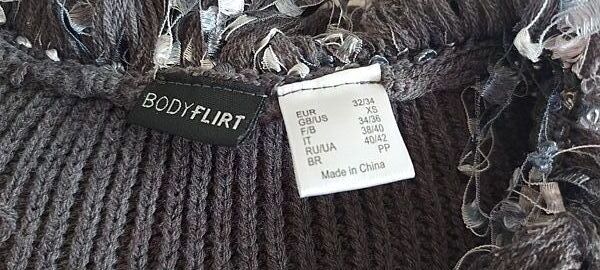 BODYFLIRT
EUR 32/34
GB/US XS
F/B 34/36
IT 38/40
RU/UA 40/42
BR PP
Made in China